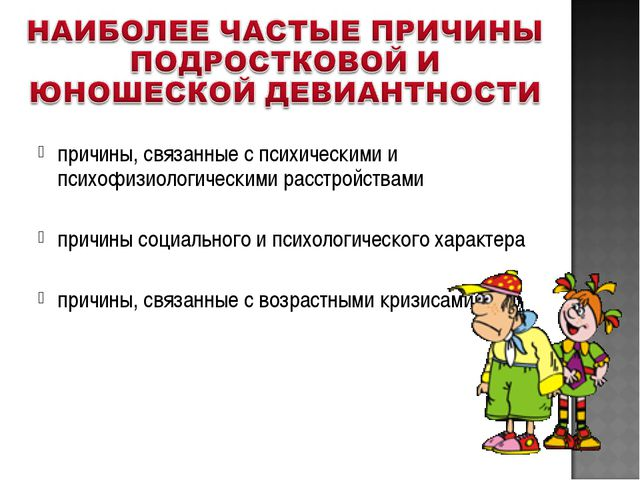 НАИБОЛЕЕ ЧАСТЫЕ ПРИЧИНЫ
ПОДРОСТКОВОЙ И
ЮНОШЕСКОЙ ДЕВИАНТНОСТИ
причины, связанные с психическими и
психофизиологическими расстройствами
причины социального и психологического характера
причины, связанные с возрастными кризисами